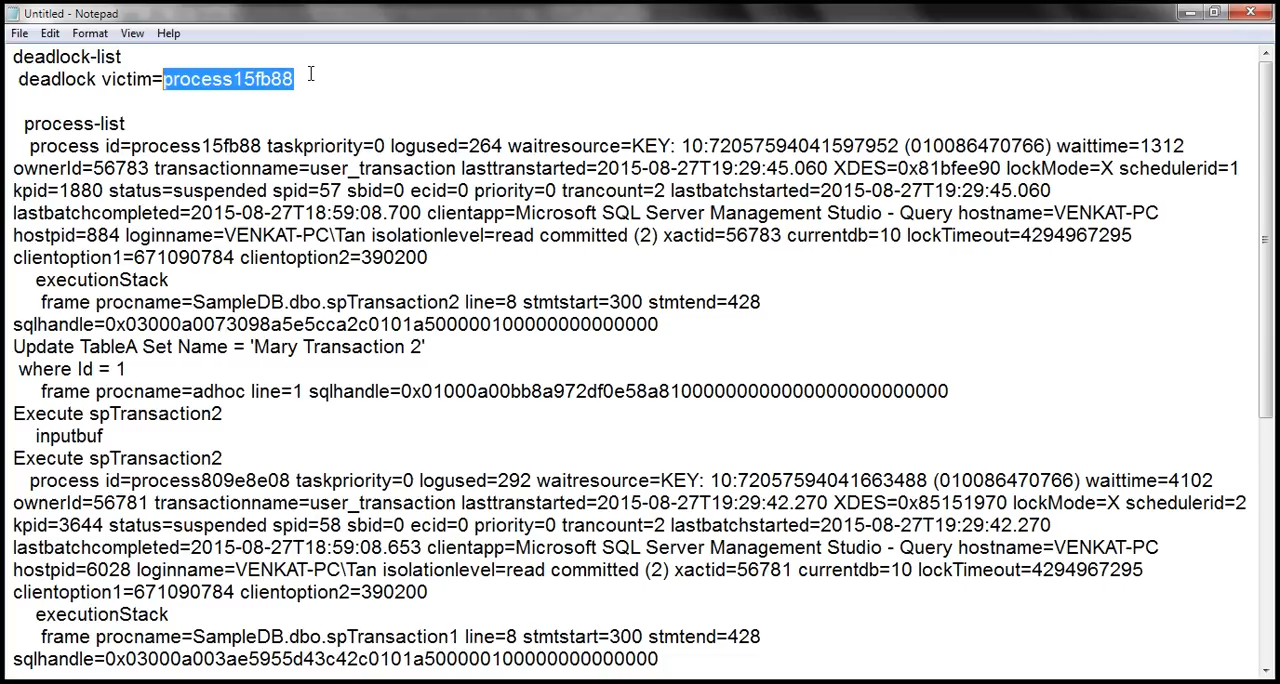 Untitled - Notepad
File Edit Format View Help
deadlock-list
deadlock victim=process15fb88
process-list
process id=process15fb88 taskpriority=0 logused=264 waitresource=KEY: 10:72057594041597952 (010086470766) waittime=1312
ownerId=56783 transactionname=user_transaction lasttranstarted=2015-08-27T19:29:45.060 XDES=0x81bfee90 lockMode=X schedulerid=1
kpid=1880 status=suspended spid=57 sbid=0 ecid=0 priority=0 trancount=2 lastbatchstarted=2015-08-27T19:29:45.060
lastbatchcompleted=2015-08-27T18:59:08.700 clientapp=Microsoft SQL Server Management Studio - Query hostname=VENKAT-PC
hostpid=884 loginname=VENKAT-PC\Tan isolationlevel=read committed (2) xactid=56783 currentdb=10 lockTimeout=4294967295
clientoption1=671090784 clientoption2=390200
executionStack
frame procname=SampleDB.dbo.spTransaction2 line=8 stmtstart=300 stmtend=428
sqlhandle=0x03000a0073098a5e5cca2c0101a500000100000000000000
Update TableA Set Name = 'Mary Transaction 2'
where Id = 1
frame procname=adhoc line=1 sqlhandle=0x01000a00bb8a972df0e58a81000000000000000000000000
Execute spTransaction2
inputbuf
Execute spTransaction2
process id=process809e8e08 taskpriority=0 logused=292 waitresource=KEY: 10:72057594041663488 (010086470766) waittime=4102
ownerId=56781 transactionname=user_transaction lasttranstarted=2015-08-27T19:29:42.270 XDES=0x85151970 lockMode=X schedulerid=2
kpid=3644 status=suspended spid=58 sbid=0 ecid=0 priority=0 trancount=2 lastbatchstarted=2015-08-27T19:29:42.270
lastbatchcompleted=2015-08-27T18:59:08.653 clientapp=Microsoft SQL Server Management Studio - Query hostname=VENKAT-PC
hostpid=6028 loginname=VENKAT-PC\Tan isolationlevel=read committed (2) xactid=56781 currentdb=10 lockTimeout=4294967295
clientoption1=671090784 clientoption2=390200
executionStack
frame procname=SampleDB.dbo.spTransaction1 line=8 stmtstart=300 stmtend=428
sqlhandle=0x03000a003ae5955d43c42c0101a500000100000000000000